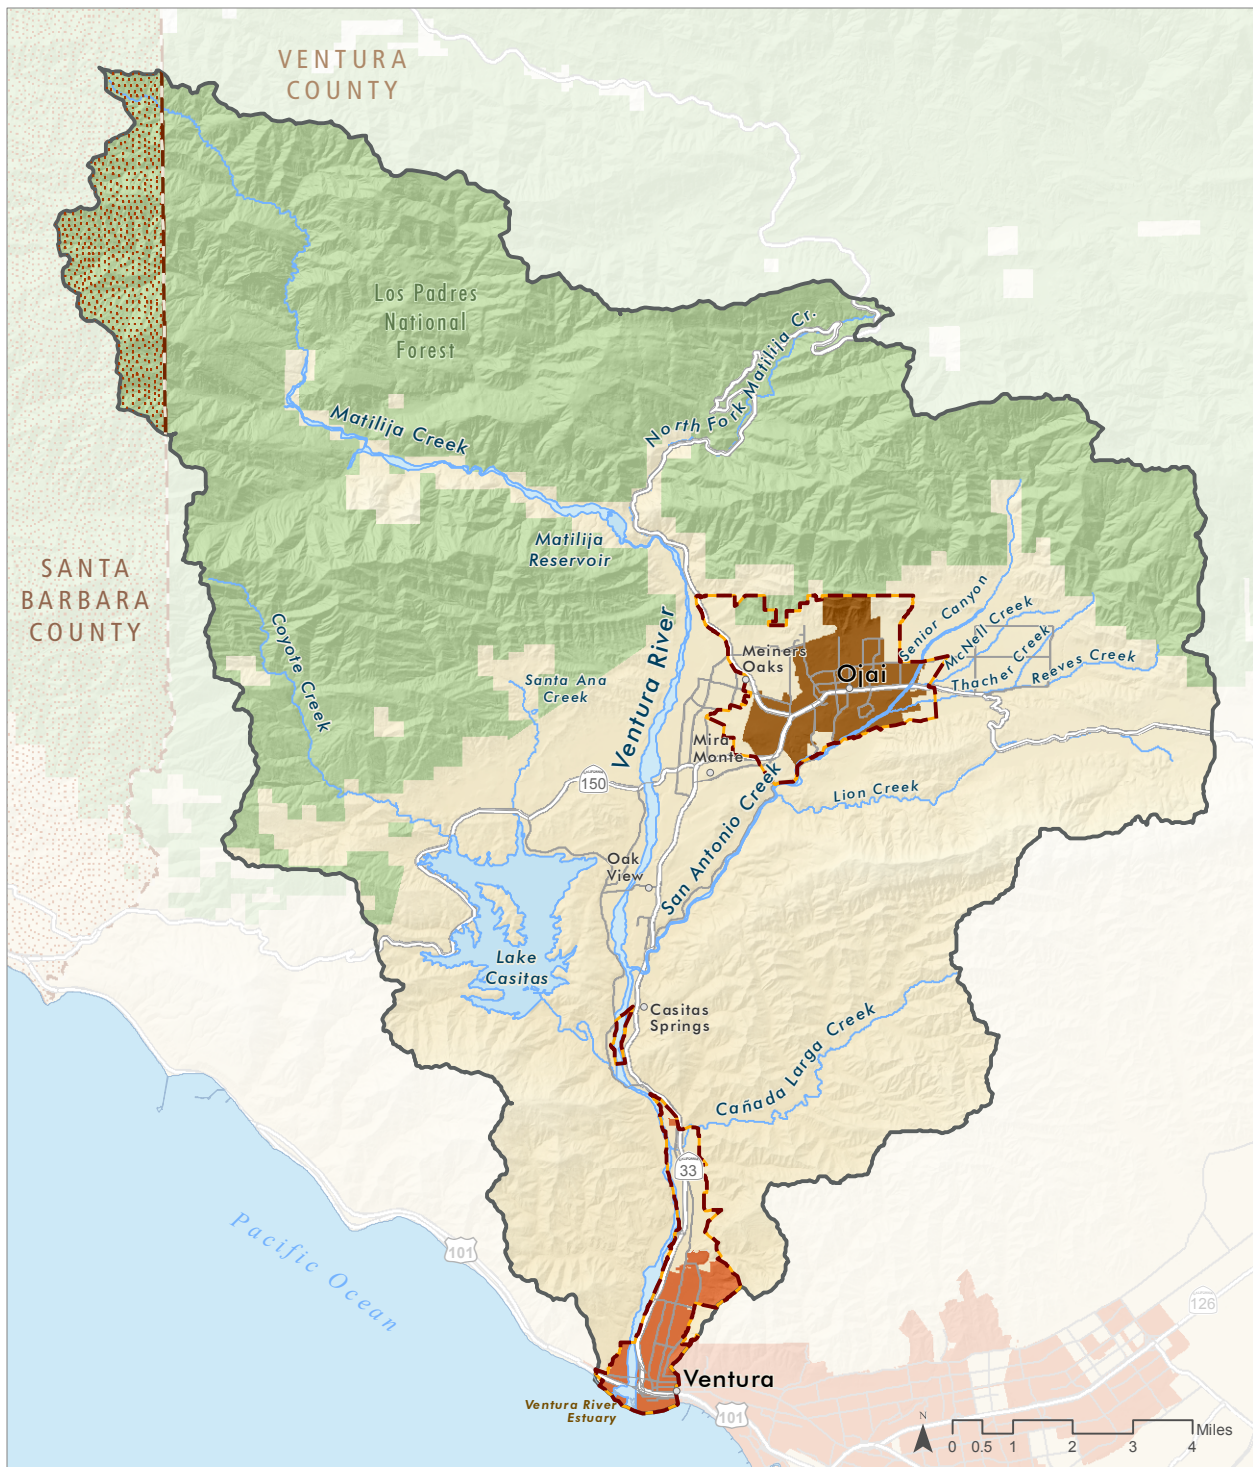 VENTURA
COUNTY
Los Padres
National
Forest
North Fork Matilija Cr.
Matilija Creek
Matilija
Reservoir
SANTA
BARBARA
COUNTY
Coyote Creek
Santa Ana
Creek
Ventura River
Meiners
Oaks
Ojai
Senior Canyon
McNell Creek
Thacher Creek
Reeves Creek
Mira
Monte
CALIFORNIA
150
Lion Creek
San Antonio Creek
Oak
View
Lake
Casitas
Casitas
Springs
Cañada Larga Creek
CALIFORNIA
33
Pacific Ocean
101
126
Ventura
Ventura River
Estuary
101
N
0 0.5 1 2 3 4
Miles